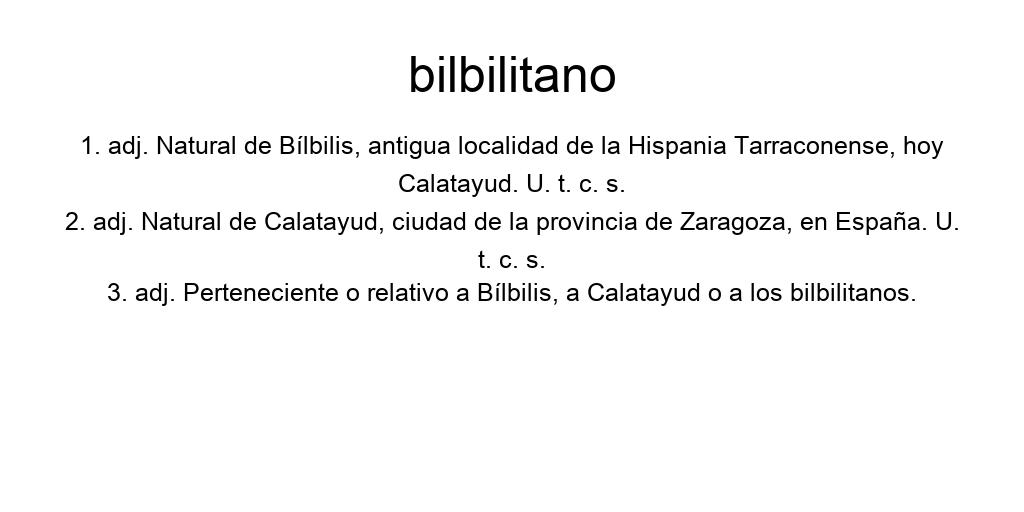 bilbilitano
1. adj. Natural de Bílbilis, antigua localidad de la Hispania Tarraconense, hoy
Calatayud. U. t. c. s.
2. adj. Natural de Calatayud, ciudad de la provincia de Zaragoza, en España. U.
t. c. s.
3. adj. Perteneciente o relativo a Bílbilis, a Calatayud o a los bilbilitanos.